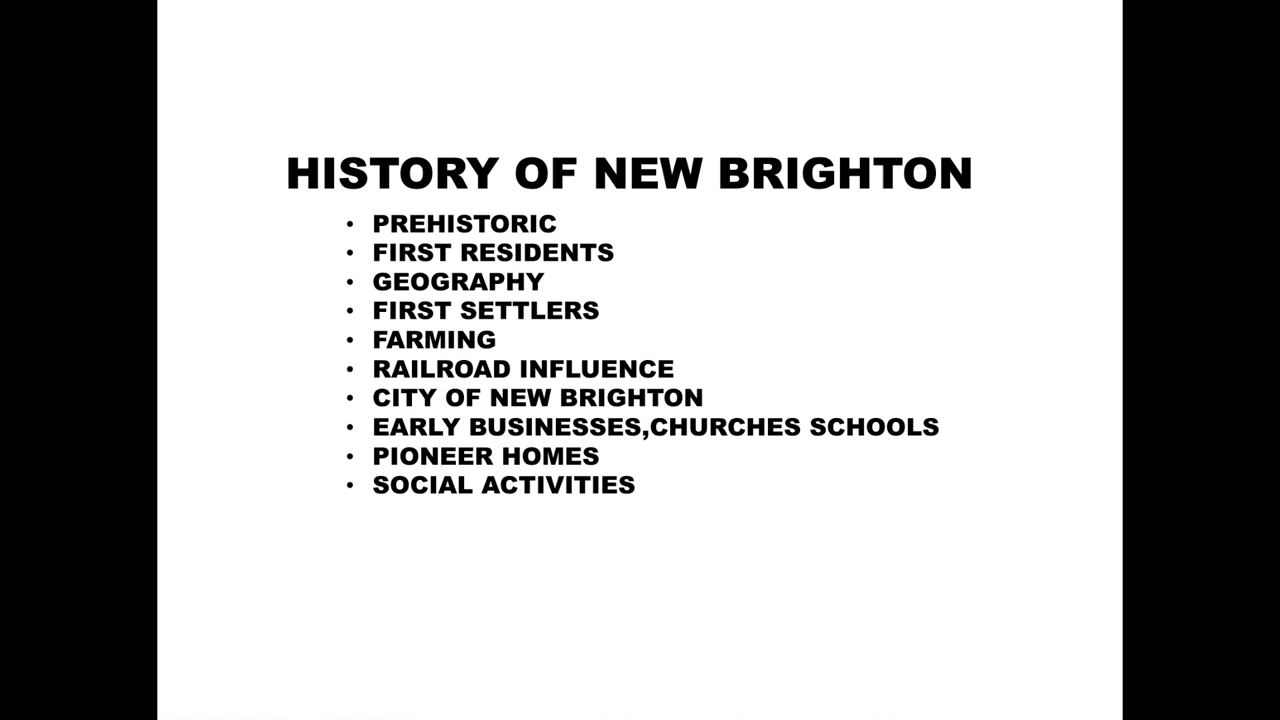 HISTORY OF NEW BRIGHTON
• PREHISTORIC
• FIRST RESIDENTS
• GEOGRAPHY
• FIRST SETTLERS
• FARMING
• RAILROAD INFLUENCE
• CITY OF NEW BRIGHTON
• EARLY BUSINESSES,CHURCHES SCHOOLS
• PIONEER HOMES
• SOCIAL ACTIVITIES